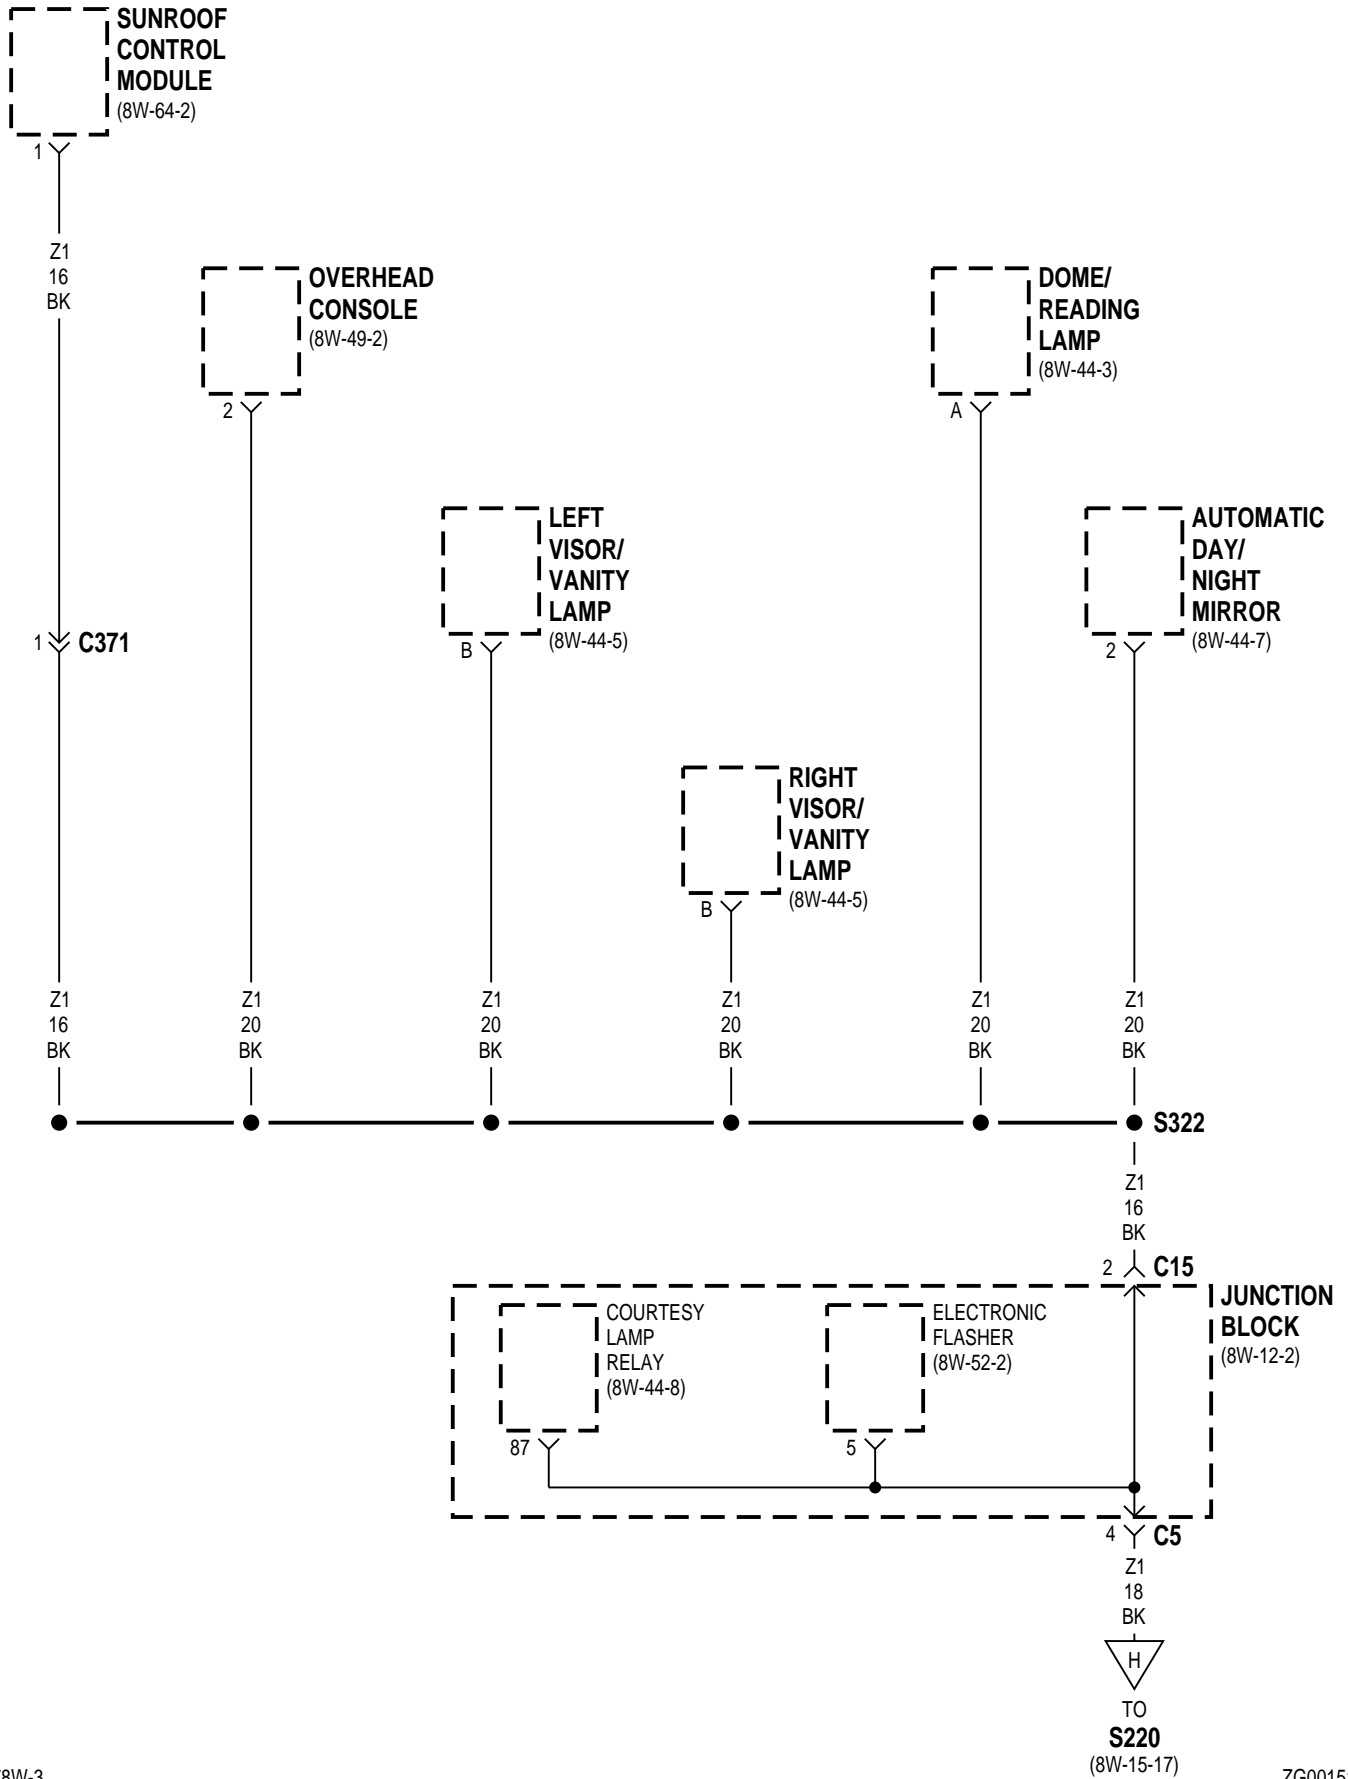 SUNROOF
CONTROL
MODULE
(8W-64-2)
1
Z1
16
BK
OVERHEAD
CONSOLE
(8W-49-2)
2
DOME/
READING
LAMP
(8W-44-3)
A
LEFT
VISOR/
VANITY
LAMP
(8W-44-5)
B
AUTOMATIC
DAY/
NIGHT
MIRROR
(8W-44-7)
2
1
C371
RIGHT
VISOR/
VANITY
LAMP
(8W-44-5)
B
Z1
16
BK
Z1
20
BK
Z1
20
BK
Z1
20
BK
Z1
20
BK
Z1
20
BK
S322
Z1
16
BK
2
C15
JUNCTION
BLOCK
(8W-12-2)
COURTESY
LAMP
RELAY
(8W-44-8)
87
ELECTRONIC
FLASHER
(8W-52-2)
5
4
C5
Z1
18
BK
H
TO
S220
(8W-15-17)